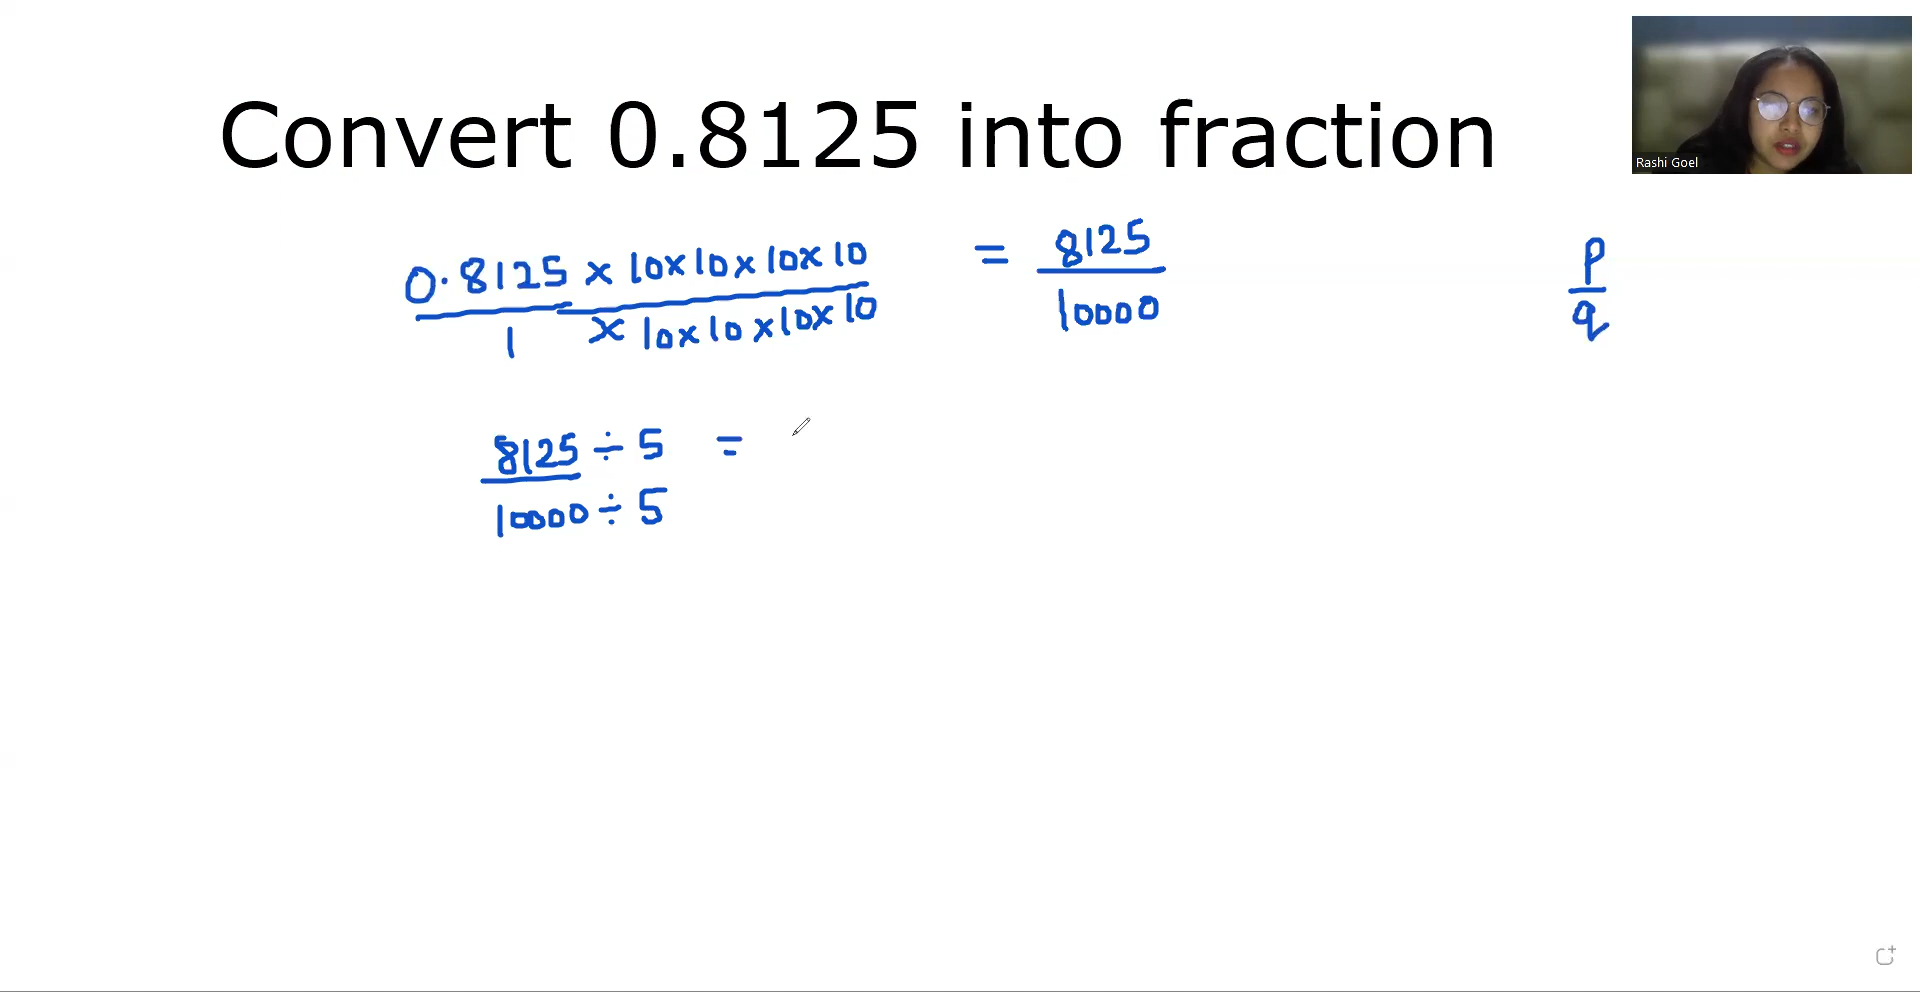 Convert 0.8125 into fraction
Rashi Goel
0.8125 × 10×10×10×10 = 8125
1 × 10×10×10×10 10000
p
q
8125 ÷ 5 =
10000 ÷ 5